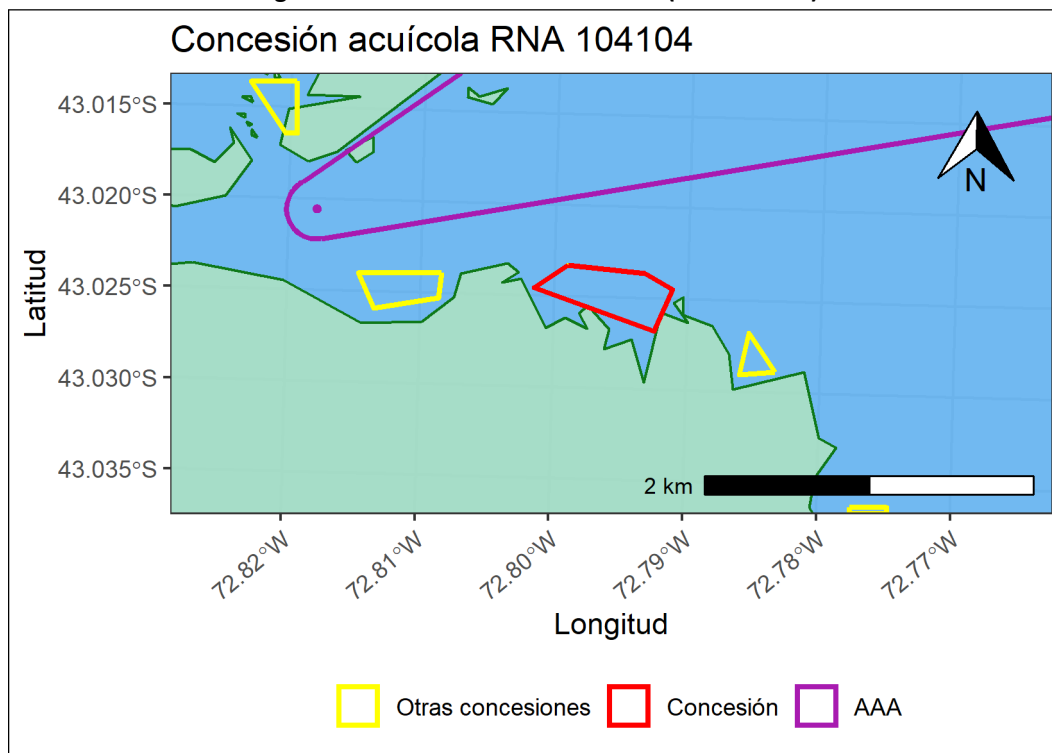 Concesión acuícola RNA 104104
43.015°S
43.020°S
43.025°S
43.030°S
43.035°S
Latitud
N
2 km
72.82°W
72.81°W
72.80°W
72.79°W
72.78°W
72.77°W
Longitud
Otras concesiones
Concesión
AAA